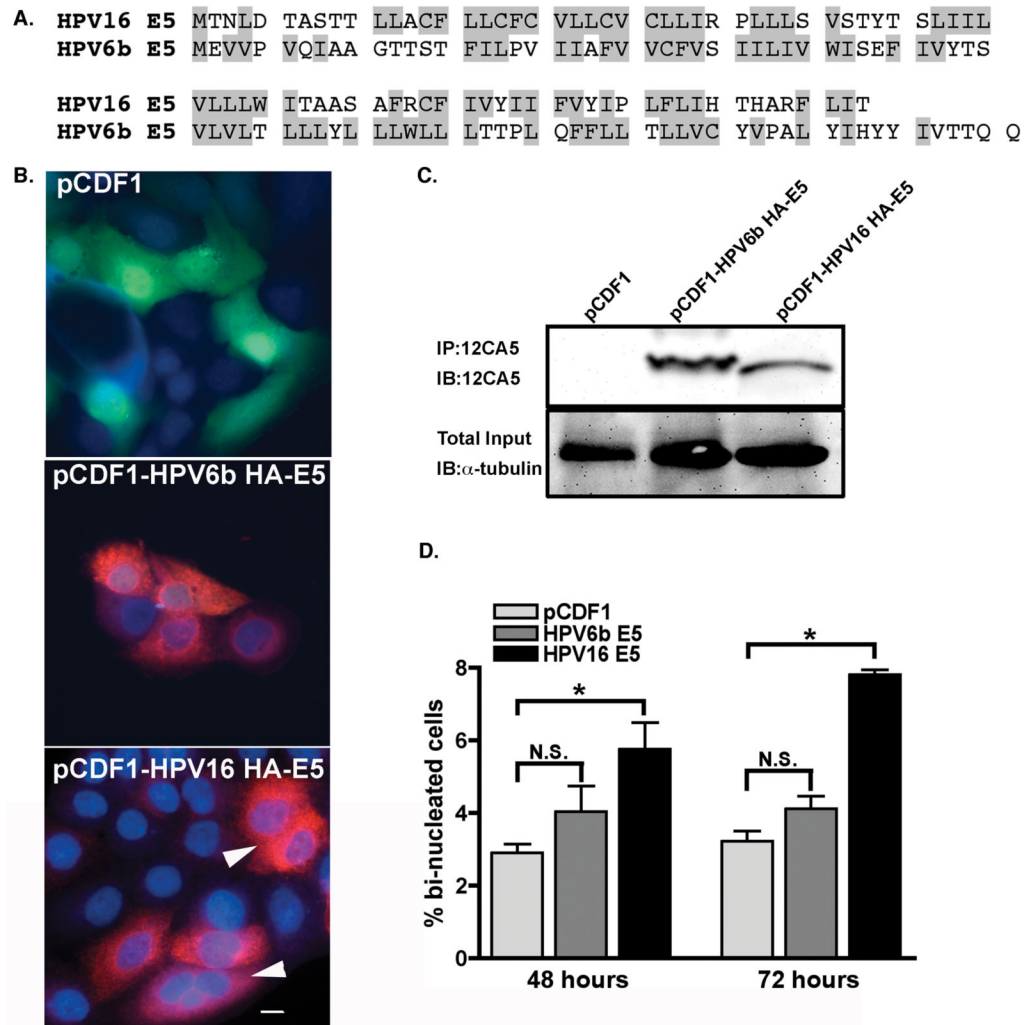 A.
HPV16 E5 MTNLD TASTT LLACF LLCFC VLLCV CLLIR PLLLS VSTYT SLIIL
HPV6b E5 MEVVP VQIAA GTTST FILPV IIAFV VCFVS IILIV WISEF IVYTS
HPV16 E5 VLLLW ITAAS AFRCF IVYII FVYIP LFLIH THARF LIT
HPV6b E5 VLVLT LLLYL LLWLL LTTPL QFFLL TLLVC YVPAL YIHYY IVTTQ Q
B.
pCDF1
pCDF1-HPV6b HA-E5
pCDF1-HPV16 HA-E5
C.
pCDF1
pCDF1-HPV6b HA-E5
pCDF1-HPV16 HA-E5
IP:12CA5
IB:12CA5
Total Input
IB:α-tubulin
D.
pCDF1
HPV6b E5
HPV16 E5
% bi-nucleated cells
8
6
4
2
0
*
N.S.
*
N.S.
48 hours
72 hours